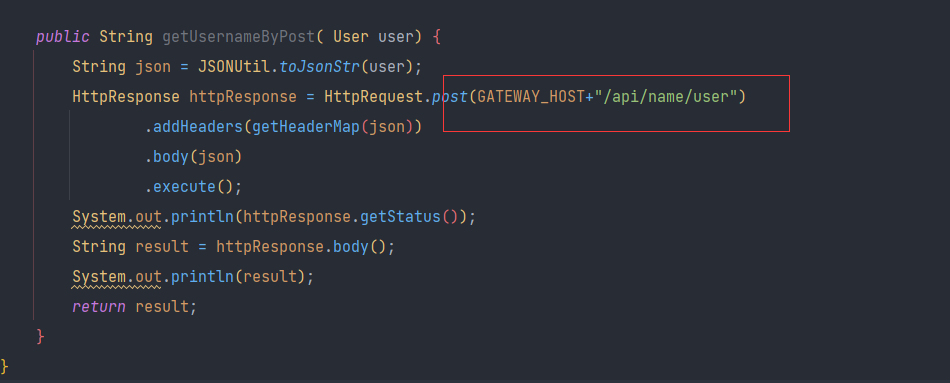 public String getUsernameByPost( User user) {
String json = JSONUtil.toJsonStr(user);
HttpResponse httpResponse = HttpRequest.post(GATEWAY_HOST+"/api/name/user")
.addHeaders(getHeaderMap(json))
.body(json)
.execute();
System.out.println(httpResponse.getStatus());
String result = httpResponse.body();
System.out.println(result);
return result;
}
}